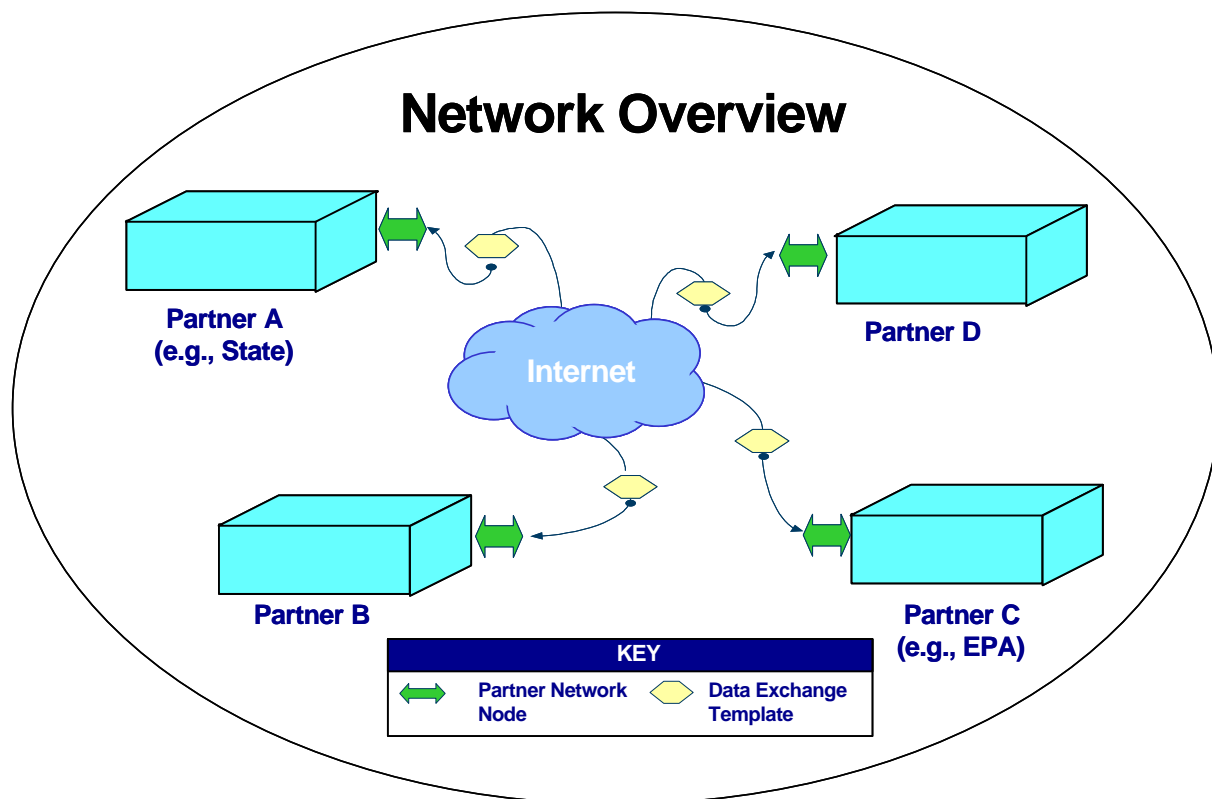 Network Overview
Partner A
(e.g., State)
Partner D
Internet
Partner B
Partner C
(e.g., EPA)
KEY
Partner Network
Node
Data Exchange
Template